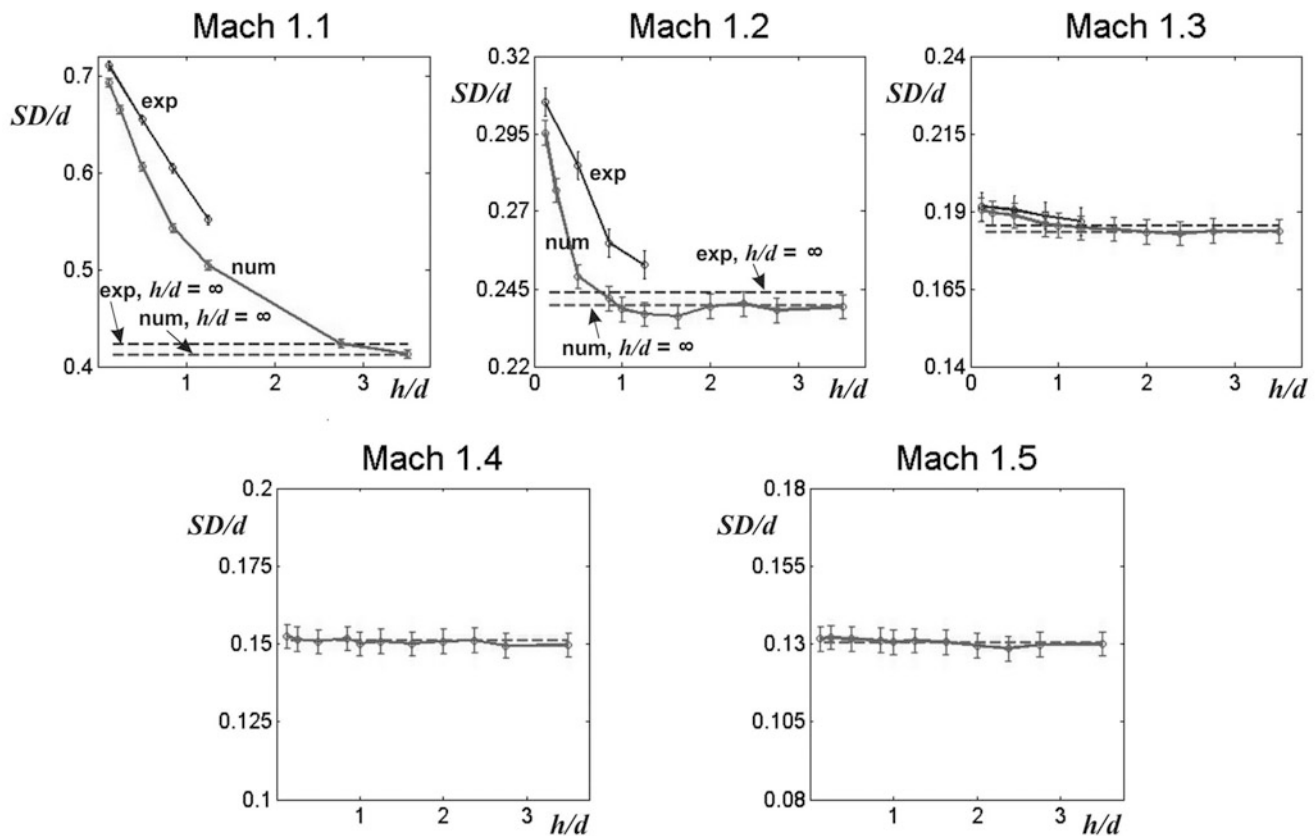 Mach 1.1
SD/d
0.7
0.6
0.5
0.4
exp
num
exp, h/d = ∞
num, h/d = ∞
1
2
3
h/d
Mach 1.2
SD/d
0.32
0.295
0.27
0.245
0.22
exp
num
exp, h/d = ∞
num, h/d = ∞
0
1
2
3
h/d
Mach 1.3
SD/d
0.24
0.215
0.19
0.165
0.14
1
2
3
h/d
Mach 1.4
SD/d
0.2
0.175
0.15
0.125
0.1
1
2
3
h/d
Mach 1.5
SD/d
0.18
0.155
0.13
0.105
0.08
1
2
3
h/d